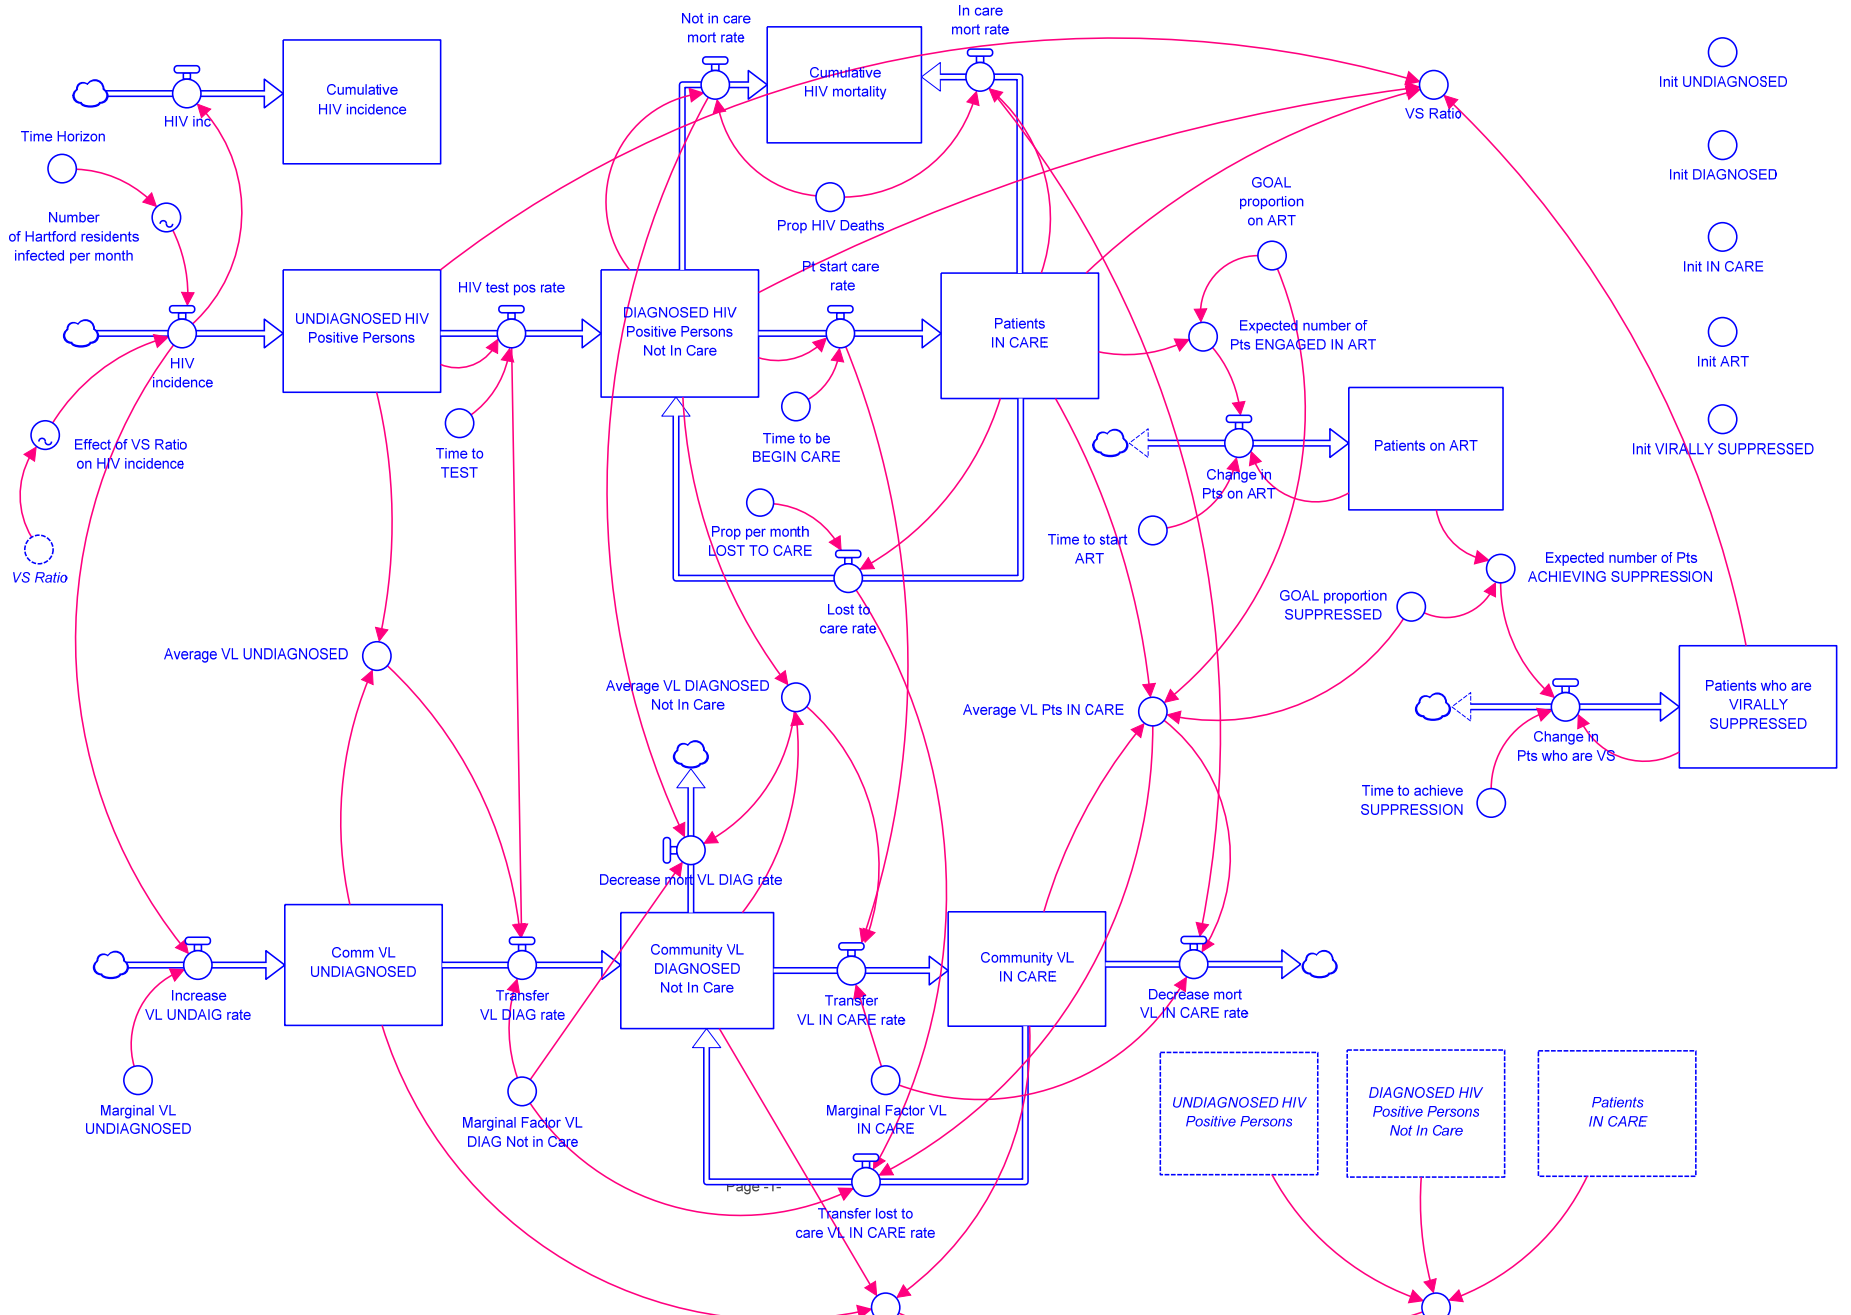 Not in care
mort rate
In care
mort rate
Cumulative
HIV incidence
Cumulative
HIV mortality
HIV inc
VS Ratio
Init UNDIAGNOSED
Time Horizon
Init DIAGNOSED
Number
of Hartford residents
infected per month
Prop HIV Deaths
GOAL
proportion
on ART
Init IN CARE
HIV test pos rate
Pt start care
rate
UNDIAGNOSED HIV
Positive Persons
DIAGNOSED HIV
Positive Persons
Not In Care
Patients
IN CARE
Expected number of
Pts ENGAGED IN ART
Init ART
HIV
incidence
Effect of VS Ratio
on HIV incidence
Time to
TEST
Time to be
BEGIN CARE
Patients on ART
Init VIRALLY SUPPRESSED
Change in
Pts on ART
Prop per month
LOST TO CARE
Time to start
ART
VS Ratio
Expected number of Pts
ACHIEVING SUPPRESSION
GOAL proportion
SUPPRESSED
Lost to
care rate
Average VL UNDIAGNOSED
Average VL DIAGNOSED
Not In Care
Average VL Pts IN CARE
Patients who are
VIRALLY
SUPPRESSED
Change in
Pts who are VS
Time to achieve
SUPPRESSION
Decrease mort VL DIAG rate
Comm VL
UNDIAGNOSED
Community VL
DIAGNOSED
Not In Care
Community VL
IN CARE
Increase
VL UNDAIG rate
Transfer
VL DIAG rate
Transfer
VL IN CARE rate
Decrease mort
VL IN CARE rate
Marginal VL
UNDIAGNOSED
Marginal Factor VL
DIAG Not in Care
Marginal Factor VL
IN CARE
UNDIAGNOSED HIV
Positive Persons
DIAGNOSED HIV
Positive Persons
Not In Care
Patients
IN CARE
Page -1-
Transfer lost to
care VL IN CARE rate